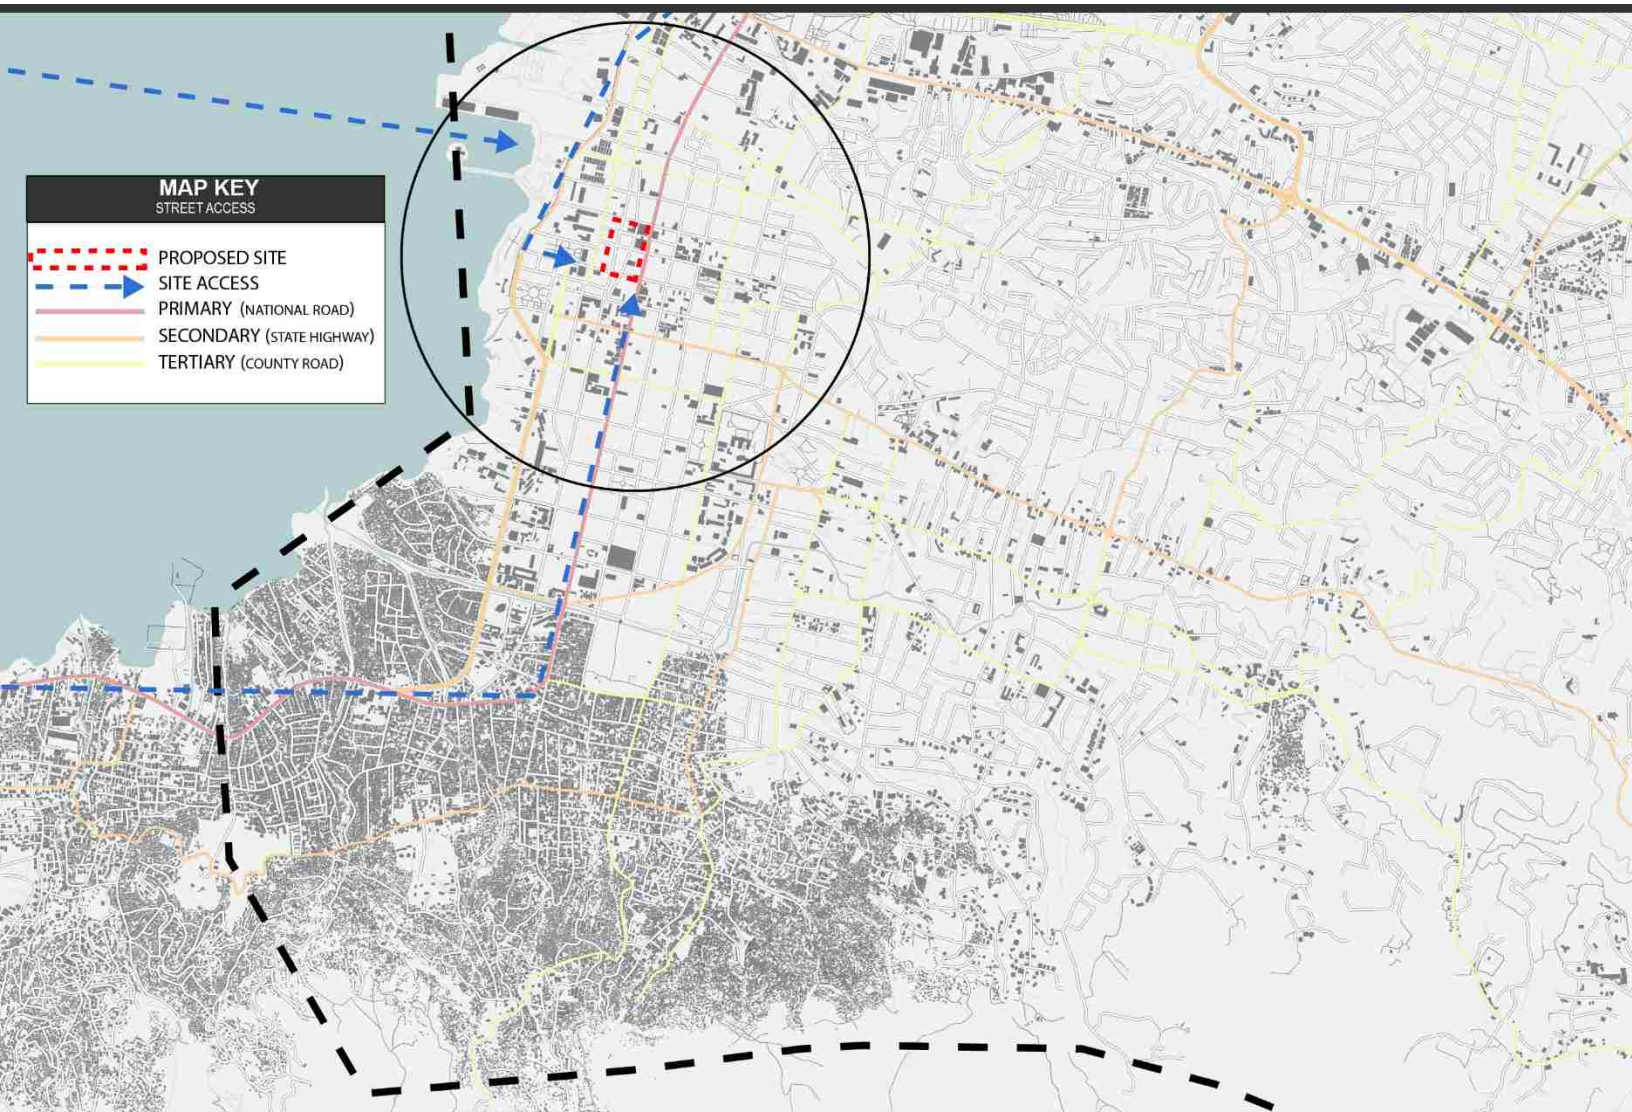 MAP KEY
STREET ACCESS
PROPOSED SITE
SITE ACCESS
PRIMARY (NATIONAL ROAD)
SECONDARY (STATE HIGHWAY)
TERTIARY (COUNTY ROAD)